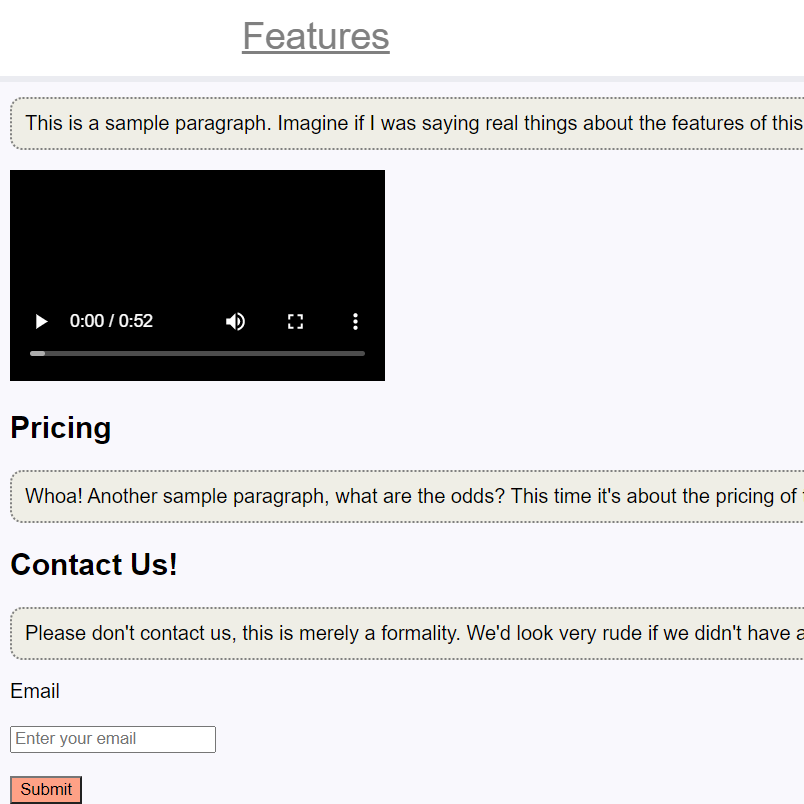 Features
This is a sample paragraph. Imagine if I was saying real things about the features of this
0:00 / 0:52
Pricing
Whoa! Another sample paragraph, what are the odds? This time it's about the pricing of
Contact Us!
Please don't contact us, this is merely a formality. We'd look very rude if we didn't have a
Email
Enter your email
Submit